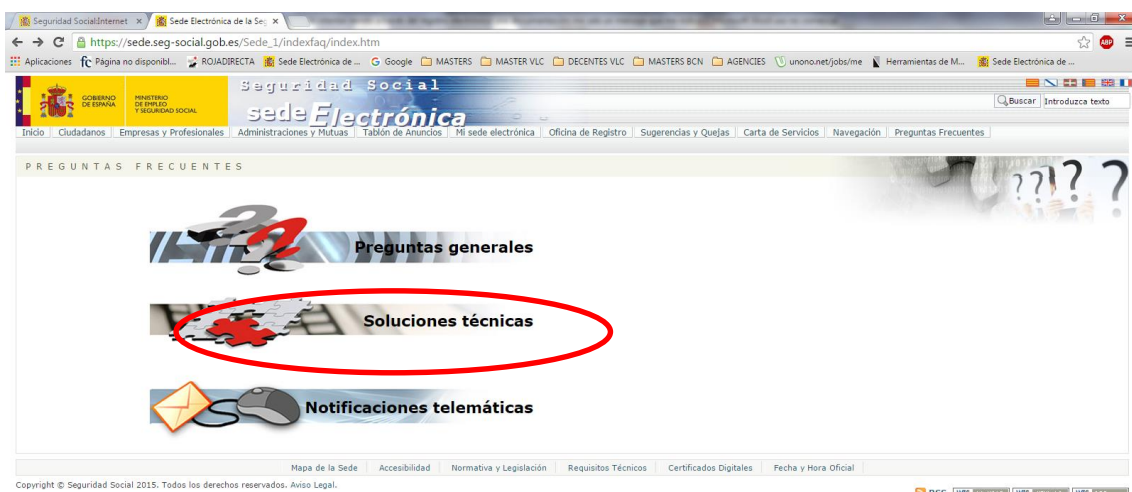 Seguridad Social:Internet
Sede Electrónica de la Seg
https://sede.seg-social.gob.es/Sede_1/indexfaq/index.htm
ABP
Aplicaciones Página no disponibl... ROJADIRECTA Sede Electrónica de ... Google MASTERS MASTER VLC DECENTES VLC MASTERS BCN AGENCIES unono.net/jobs/me Herramientas de M... Sede Electrónica de ...
GOBIERNO
DE ESPAÑA
MINISTERIO
DE EMPLEO
Y SEGURIDAD SOCIAL
Seguridad Social
sede Electrónica
Buscar Introduzca texto
Inicio Ciudadanos Empresas y Profesionales Administraciones y Mutuas Tablón de Anuncios Mi sede electrónica Oficina de Registro Sugerencias y Quejas Carta de Servicios Navegación Preguntas Frecuentes
PREGUNTAS FRECUENTES
??!? ?
Preguntas generales
Soluciones técnicas
Notificaciones telemáticas
Mapa de la Sede Accesibilidad Normativa y Legislación Requisitos Técnicos Certificados Digitales Fecha y Hora Oficial
Copyright © Seguridad Social 2015. Todos los derechos reservados. Aviso Legal.
RSS